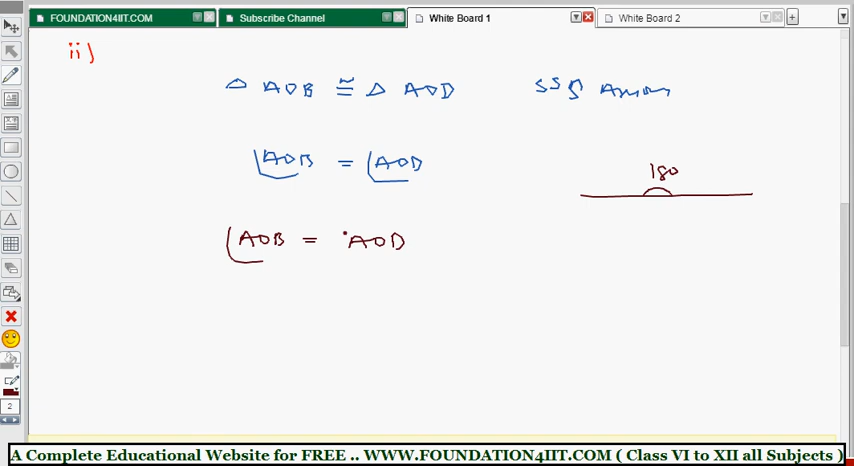 FOUNDATION4IIT.COM
Subscribe Channel
White Board 1
White Board 2
ii)
△ AOB ≅ △ AOD SSS Axiom
∠AOB = ∠AOD
180
∠AOB = AOD
2
A Complete Educational Website for FREE .. WWW.FOUNDATION4IIT.COM ( Class VI to XII all Subjects )